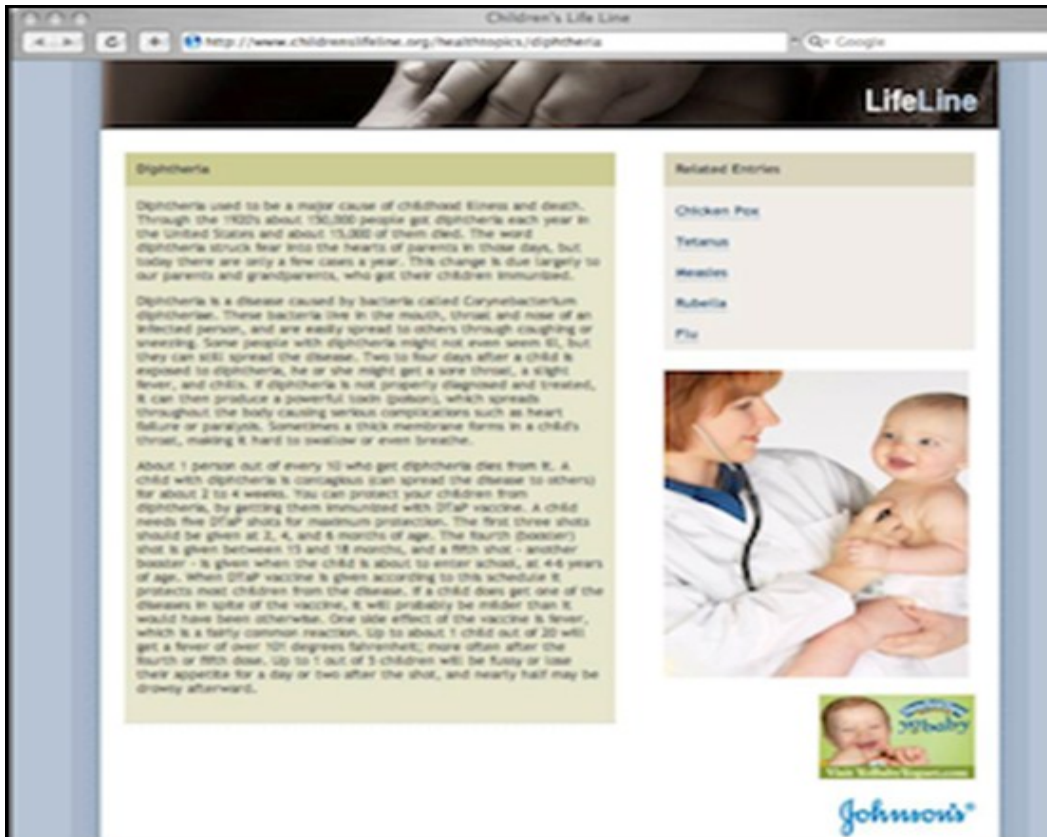 Children's Life Line
http://www.childrenslifeline.org/healthtopics/diphtheria
Google
LifeLine
Diphtheria
Diphtheria used to be a major cause of childhood illness and death.
Through the 1920's about 150,000 people got diphtheria each year in
the United States and about 15,000 of them died. The word
diphtheria struck fear into the hearts of parents in those days, but
today there are only a few cases a year. This change is due largely to
our parents and grandparents, who got their children immunized.
Diphtheria is a disease caused by bacteria called Corynebacterium
diphtheriae. These bacteria live in the mouth, throat and nose of an
infected person, and are easily spread to others through coughing or
sneezing. Some people with diphtheria might not even seem ill, but
they can still spread the disease. Two to four days after a child is
exposed to diphtheria, he or she might get a sore throat, a slight
fever, and chills. If diphtheria is not properly diagnosed and treated,
it can then produce a powerful toxin (poison), which spreads
throughout the body causing serious complications such as heart
failure or paralysis. Sometimes a thick membrane forms in a child's
throat, making it hard to swallow or even breathe.
About 1 person out of every 10 who get diphtheria dies from it. A
child with diphtheria is contagious (can spread the disease to others)
for about 2 to 4 weeks. You can protect your children from
diphtheria, by getting them immunized with DTaP vaccine. A child
needs five DTaP shots for maximum protection. The first three shots
should be given at 2, 4, and 6 months of age. The fourth (booster)
shot is given between 15 and 18 months, and a fifth shot - another
booster - is given when the child is about to enter school, at 4-6 years
of age. When DTaP vaccine is given according to this schedule it
protects most children from the disease. If a child does get one of the
diseases in spite of the vaccine, it will probably be milder than it
would have been otherwise. One side effect of the vaccine is fever,
which is a fairly common reaction. Up to about 1 child out of 20 will
get a fever of over 101 degrees fahrenheit; more often after the
fourth or fifth dose. Up to 1 out of 5 children will be fussy or lose
their appetite for a day or two after the shot, and nearly half may be
drowsy afterward.
Related Entries
Chicken Pox
Tetanus
Measles
Rubella
Flu
baby
Johnson's